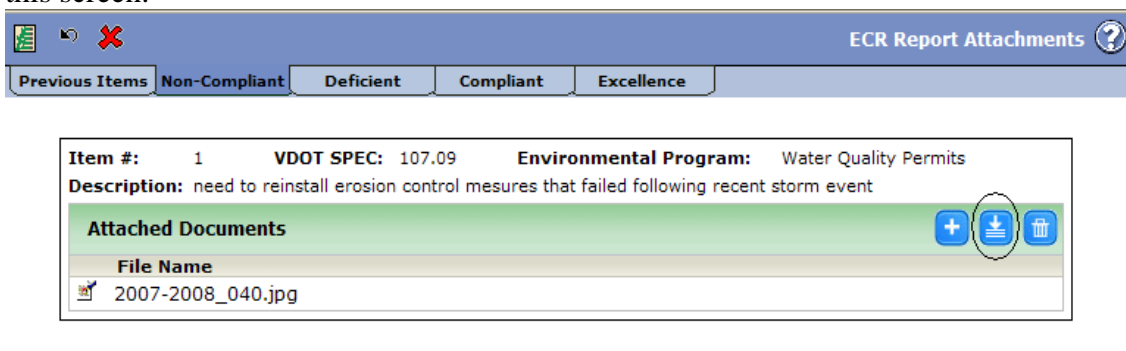 this screen.
ECR Report Attachments ?
Previous Items Non-Compliant Deficient Compliant Excellence
Item #: 1 VDOT SPEC: 107.09 Environmental Program: Water Quality Permits
Description: need to reinstall erosion control mesures that failed following recent storm event
Attached Documents
File Name
2007-2008_040.jpg